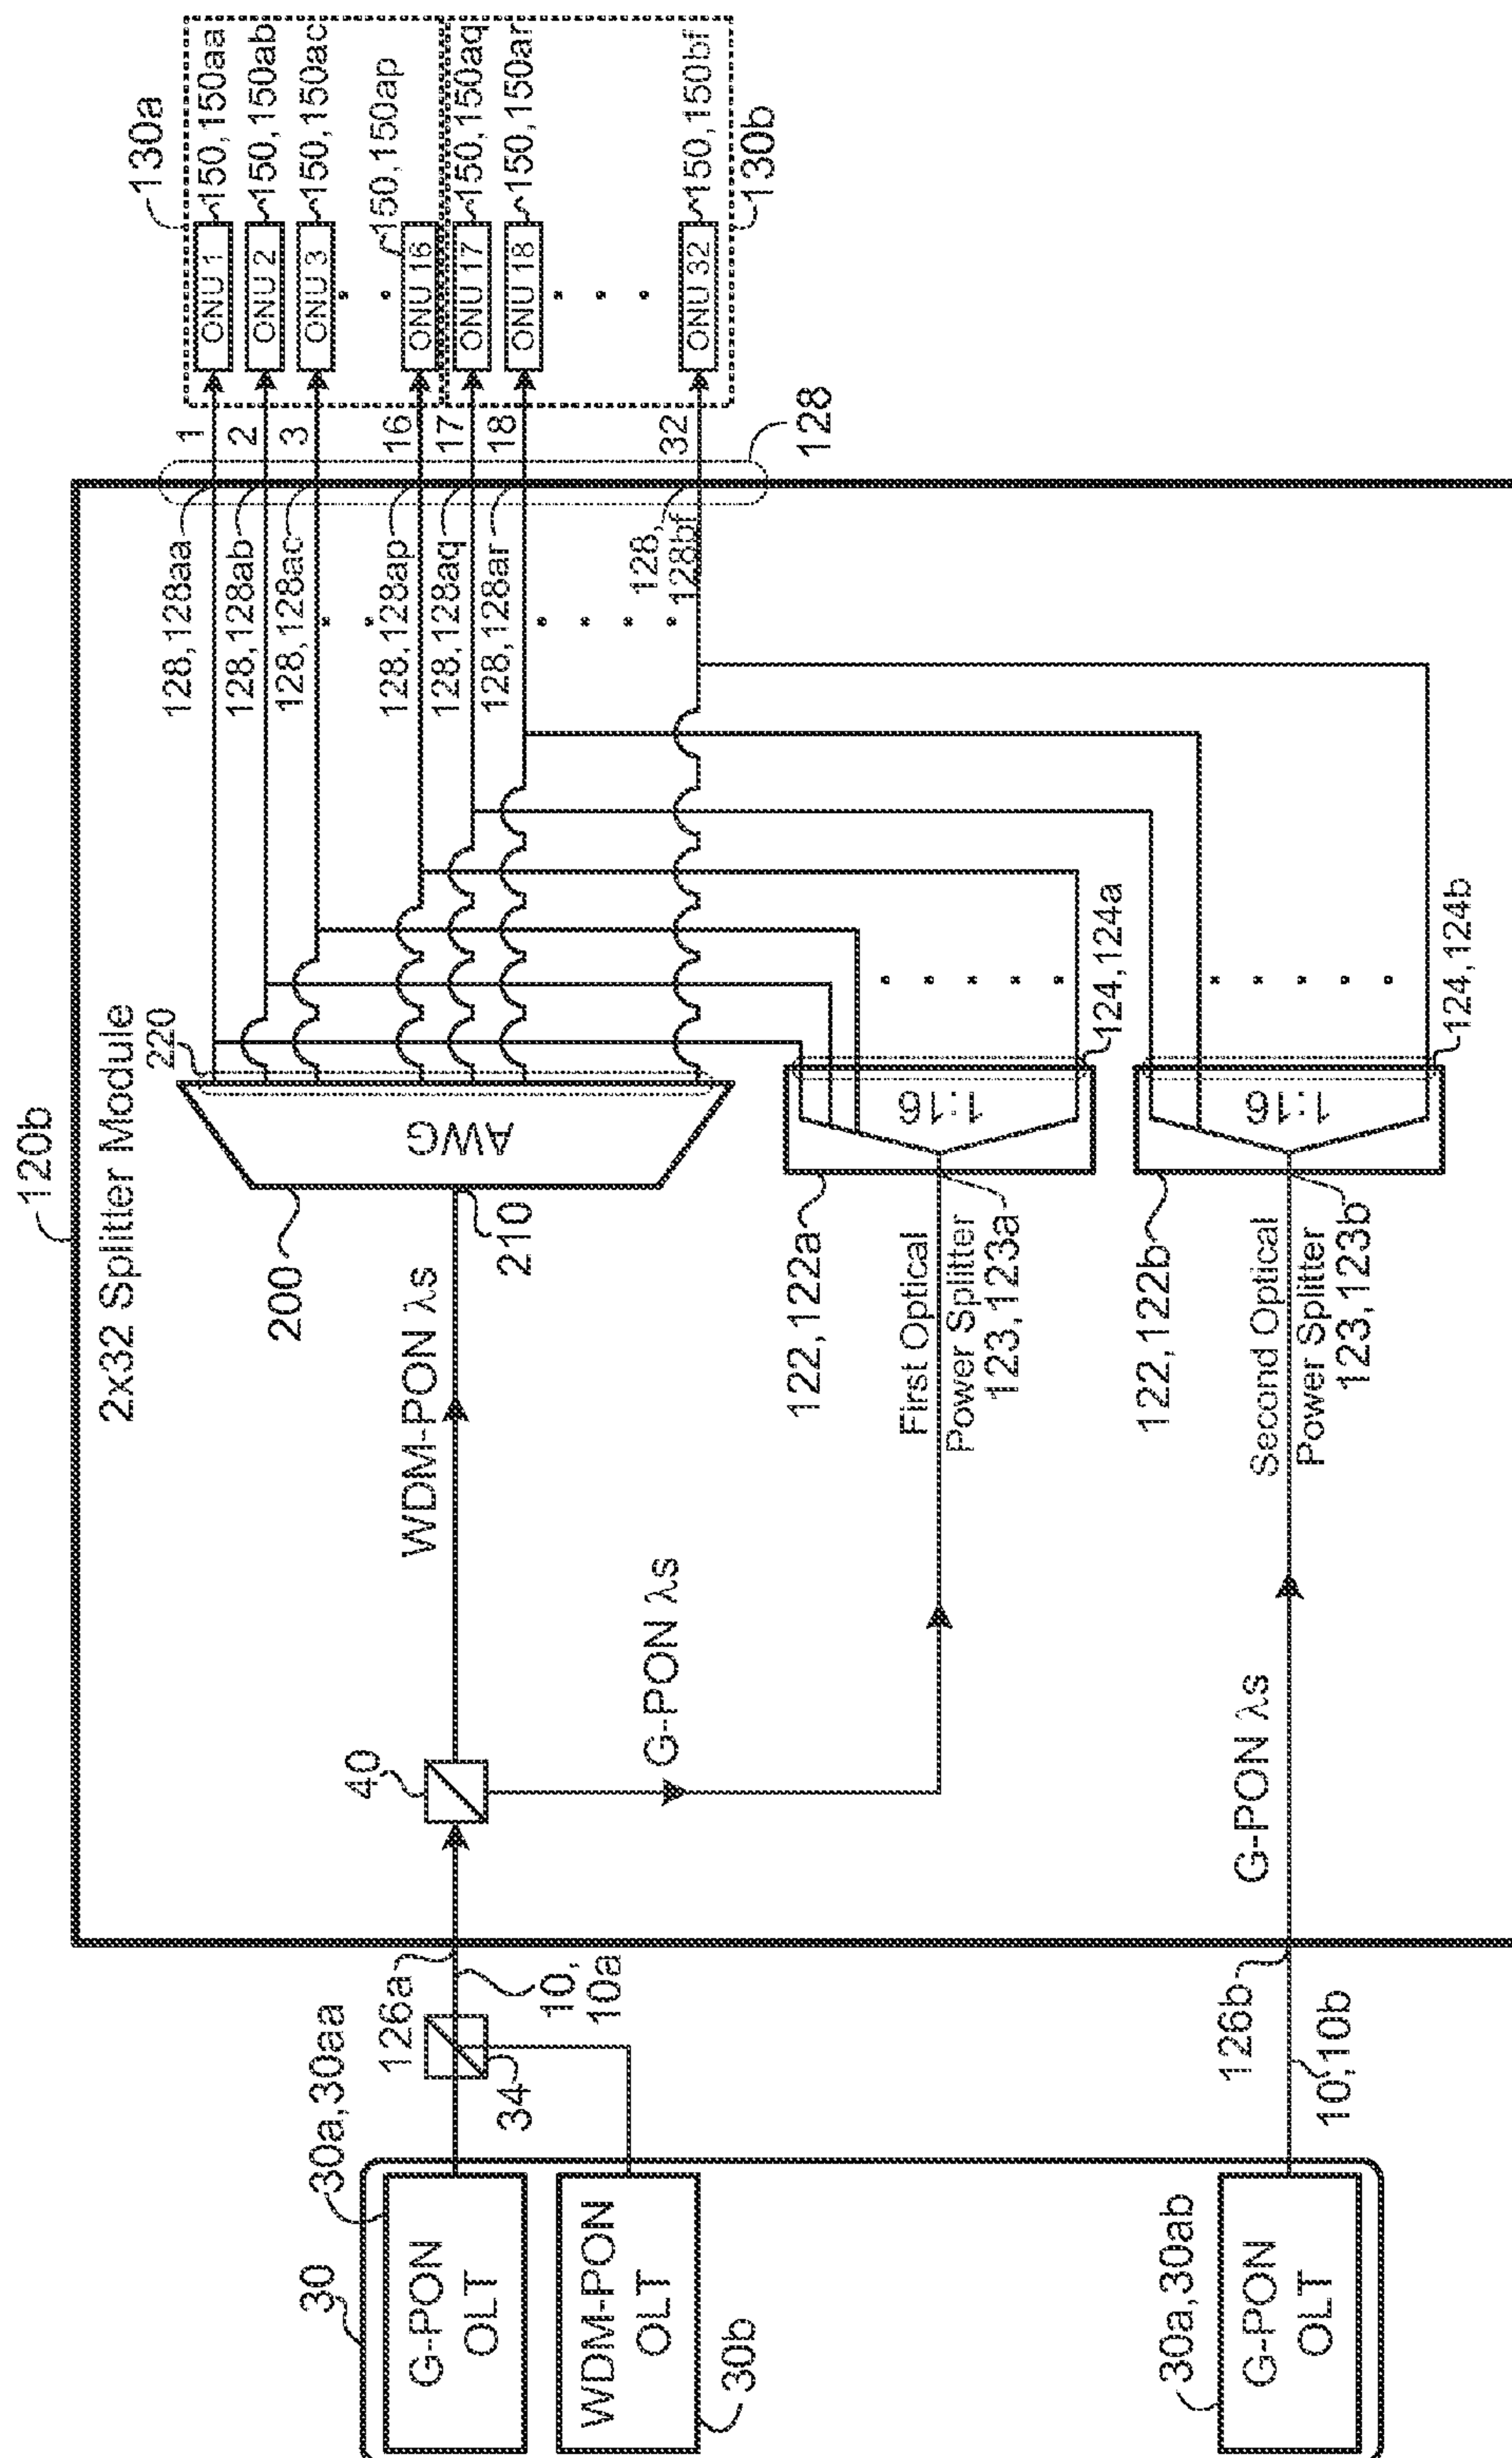 120b
2x32 Splitter Module
30
30a,30aa
G-PON
OLT
WDM-PON
OLT
30b
30a,30ab
G-PON
OLT
34
126a
10,
10a
126b
10,10b
40
WDM-PON λs
G-PON λs
G-PON λs
200
210
220
AWG
122,122a
First Optical
Power Splitter
123,123a
1:16
124,124a
122,122b
Second Optical
Power Splitter
123,123b
1:16
124,124b
128,128aa
128,128ab
128,128ac
128,128ap
128,128aq
128,128ar
128,
128bf
1
2
3
16
17
18
32
128
130a
ONU 1
150,150aa
ONU 2
150,150ab
ONU 3
150,150ac
ONU 16
150,150ap
ONU 17
150,150aq
ONU 18
150,150ar
ONU 32
150,150bf
130b